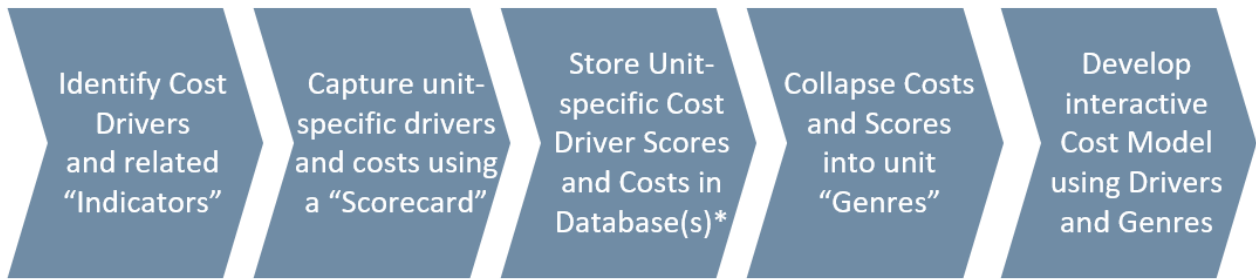 Identify Cost
Drivers
and related
“Indicators”
Capture unit-
specific drivers
and costs using
a “Scorecard”
Store Unit-
specific Cost
Driver Scores
and Costs in
Database(s)*
Collapse Costs
and Scores
into unit
“Genres”
Develop
interactive
Cost Model
using Drivers
and Genres